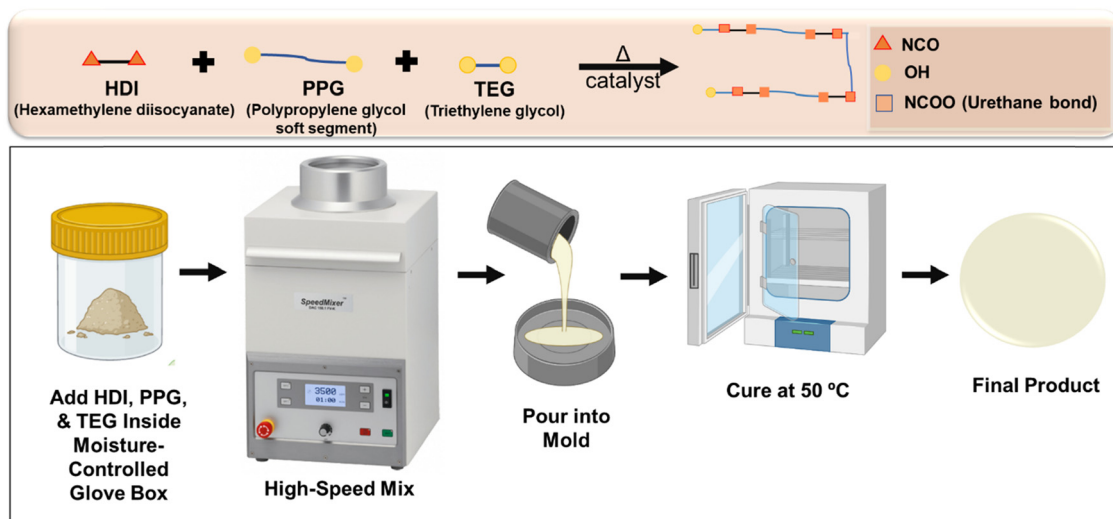 HDI
(Hexamethylene diisocyanate)
+
PPG
(Polypropylene glycol
soft segment)
+
TEG
(Triethylene glycol)
Δ
catalyst
NCO
OH
NCOO (Urethane bond)
Add HDI, PPG,
& TEG Inside
Moisture-
Controlled
Glove Box
SpeedMixer
3500
01:00
High-Speed Mix
Pour into
Mold
Cure at 50 ºC
Final Product